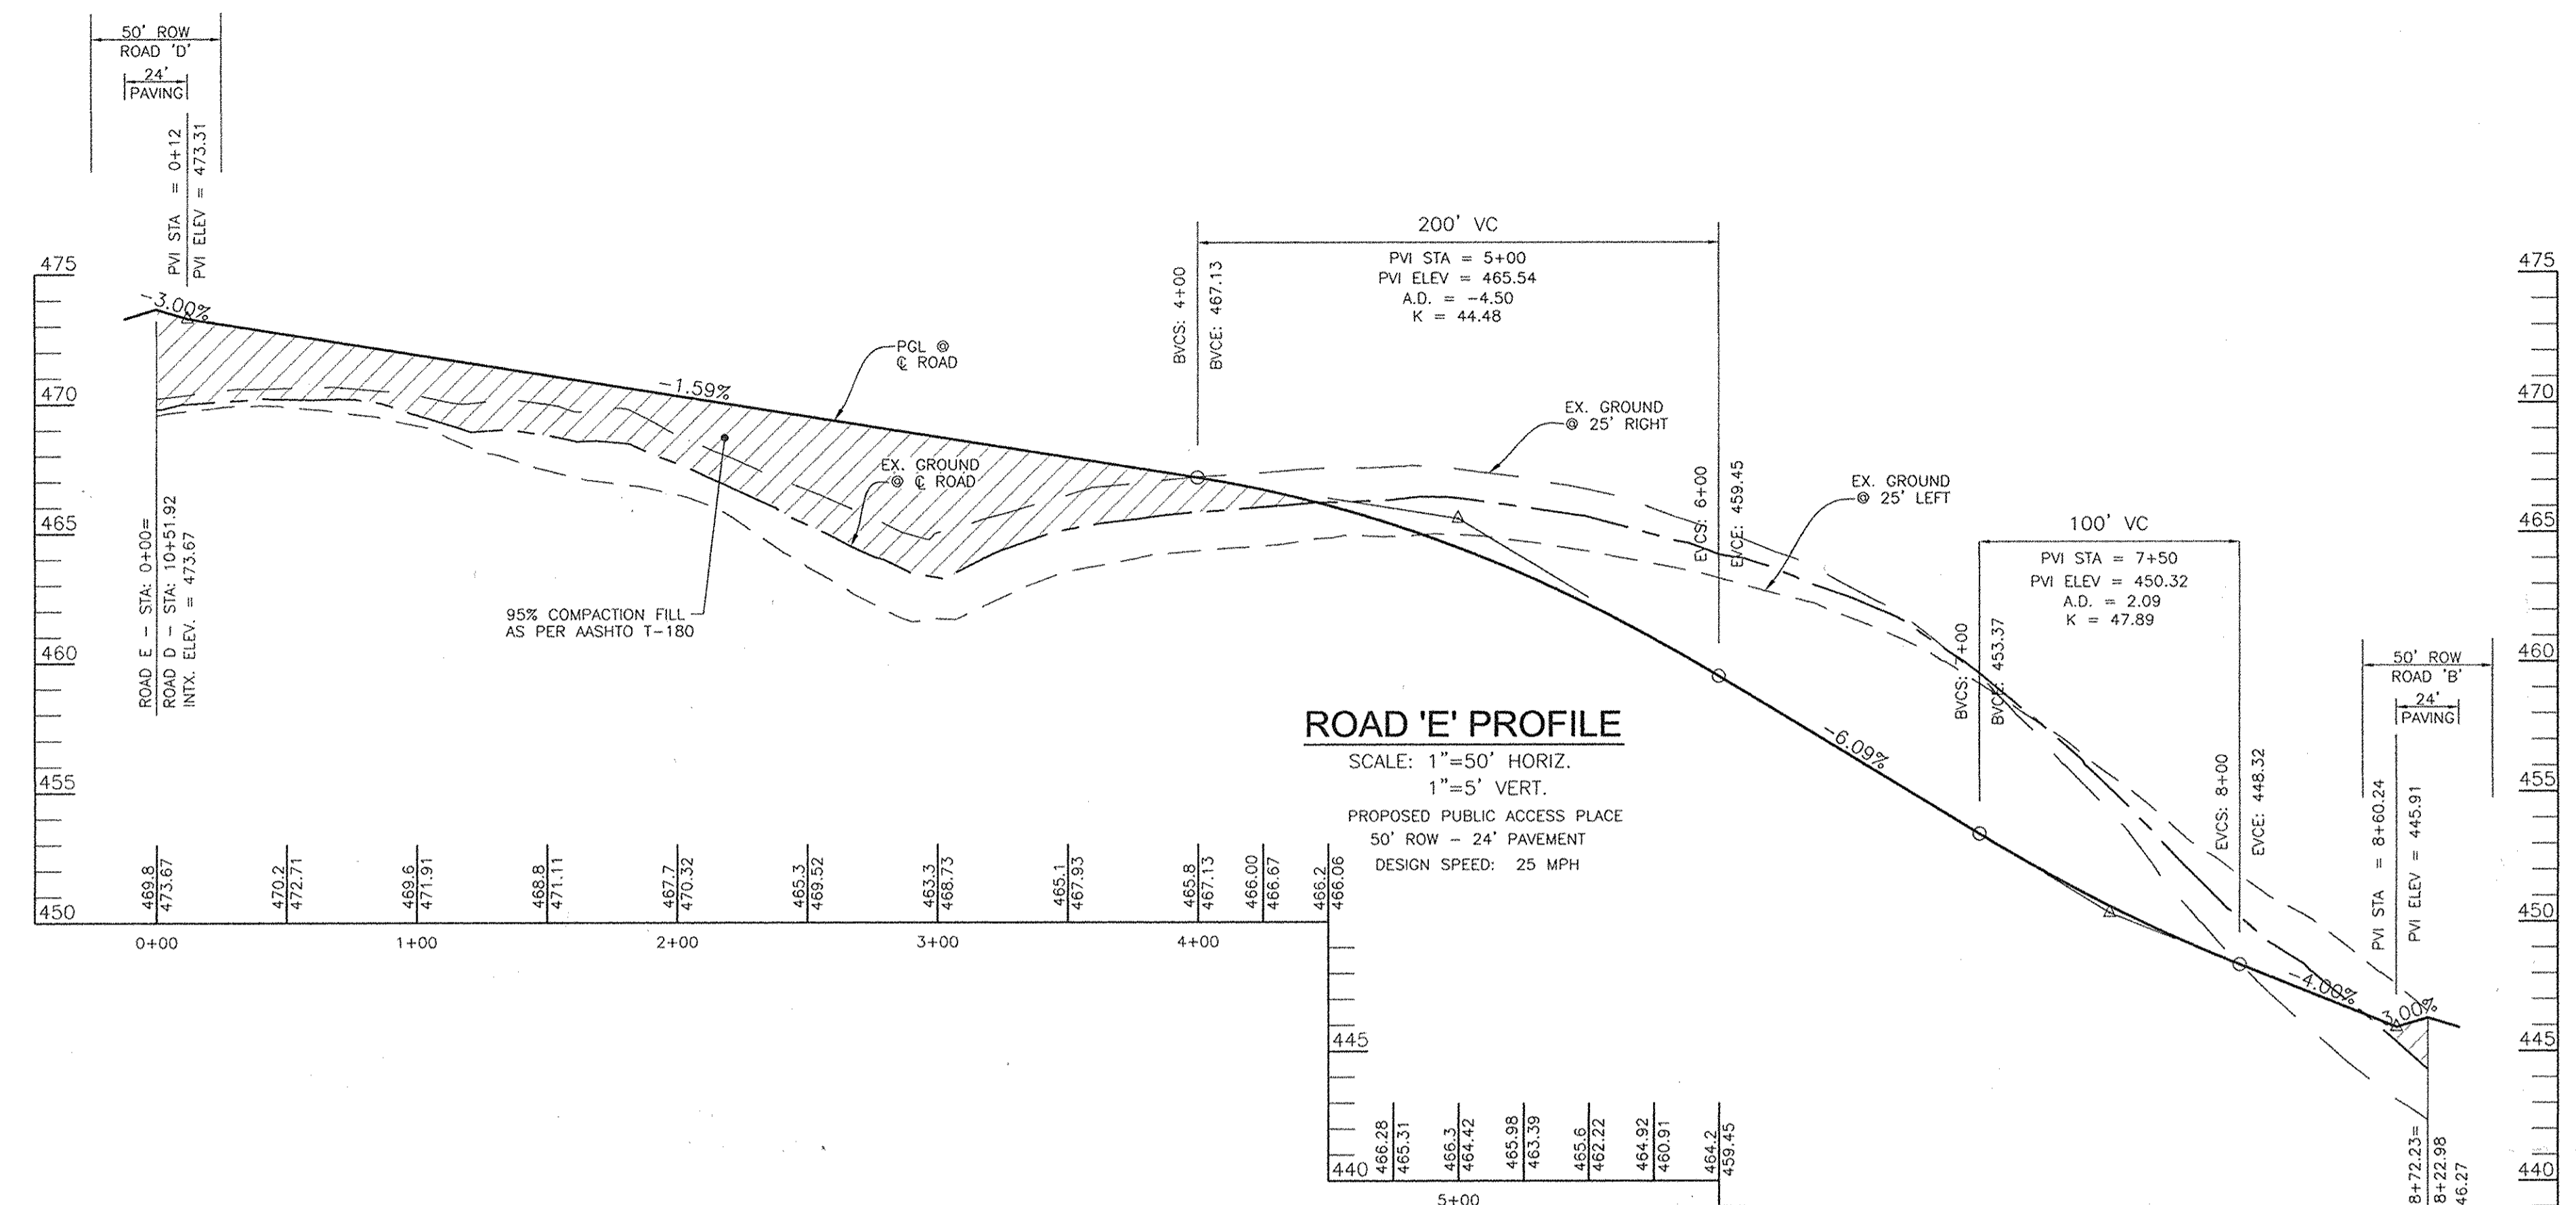 50' ROW
ROAD 'D'
24'
PAVING
PVI STA = 0+12
PVI ELEV = 473.31
475
470
465
460
455
450
-3.00%
-1.59%
PGL @
℄ ROAD
EX. GROUND
@ ℄ ROAD
95% COMPACTION FILL
AS PER AASHTO T-180
ROAD E - STA: 0+00=
ROAD D - STA: 10+51.92
INTX. ELEV. = 473.67
200' VC
PVI STA = 5+00
PVI ELEV = 465.54
A.D. = -4.50
K = 44.48
BVCS: 4+00
BVCE: 467.13
EVCS: 6+00
EVCE: 459.45
EX. GROUND
@ 25' RIGHT
EX. GROUND
@ 25' LEFT
100' VC
PVI STA = 7+50
PVI ELEV = 450.32
A.D. = 2.09
K = 47.89
BVCS: 7+00
BVCE: 453.37
EVCS: 8+00
EVCE: 448.32
-6.09%
-4.00%
3.00%
50' ROW
ROAD 'B'
24'
PAVING
PVI STA = 8+60.24
PVI ELEV = 445.91
475
470
465
460
455
450
445
440
ROAD 'E' PROFILE
SCALE: 1"=50' HORIZ.
1"=5' VERT.
PROPOSED PUBLIC ACCESS PLACE
50' ROW - 24' PAVEMENT
DESIGN SPEED: 25 MPH
469.8
473.67
470.2
472.71
469.6
471.91
468.8
471.11
467.7
470.32
465.3
469.52
463.3
468.73
465.1
467.93
465.8
467.13
466.00
466.67
466.2
466.06
0+00
1+00
2+00
3+00
4+00
445
440
466.28
465.31
466.3
464.42
465.98
463.39
465.6
462.22
464.92
460.91
464.2
459.45
5+00
8+72.23=
8+22.98
46.27